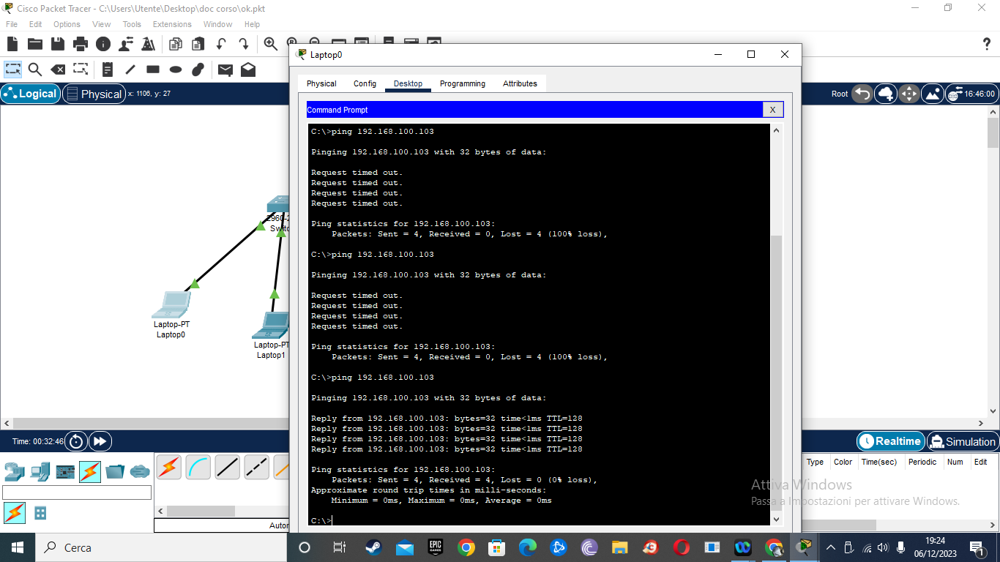 Cisco Packet Tracer - C:\Users\Utente\Desktop\doc corso\ok.pkt
File Edit Options View Tools Extensions Window Help
Laptop0
Physical Config Desktop Programming Attributes
Logical Physical x: 1106, y: 27
Root 16:46:00
Command Prompt X
C:\>ping 192.168.100.103
Pinging 192.168.100.103 with 32 bytes of data:
Request timed out.
Request timed out.
Request timed out.
Request timed out.
Ping statistics for 192.168.100.103:
Packets: Sent = 4, Received = 0, Lost = 4 (100% loss),
C:\>ping 192.168.100.103
Pinging 192.168.100.103 with 32 bytes of data:
Request timed out.
Request timed out.
Request timed out.
Request timed out.
Ping statistics for 192.168.100.103:
Packets: Sent = 4, Received = 0, Lost = 4 (100% loss),
C:\>ping 192.168.100.103
Pinging 192.168.100.103 with 32 bytes of data:
Reply from 192.168.100.103: bytes=32 time<1ms TTL=128
Reply from 192.168.100.103: bytes=32 time<1ms TTL=128
Reply from 192.168.100.103: bytes=32 time<1ms TTL=128
Reply from 192.168.100.103: bytes=32 time<1ms TTL=128
Ping statistics for 192.168.100.103:
Packets: Sent = 4, Received = 4, Lost = 0 (0% loss),
Approximate round trip times in milli-seconds:
Minimum = 0ms, Maximum = 0ms, Average = 0ms
C:\>
2960-2
Switc
Laptop-PT
Laptop0
Laptop-PT
Laptop1
Time: 00:32:46
Realtime Simulation
Type Color Time(sec) Periodic Num Edit
Autor
Attiva Windows
Passa a Impostazioni per attivare Windows.
Cerca
EPIC
GAMES
19:24
06/12/2023
1